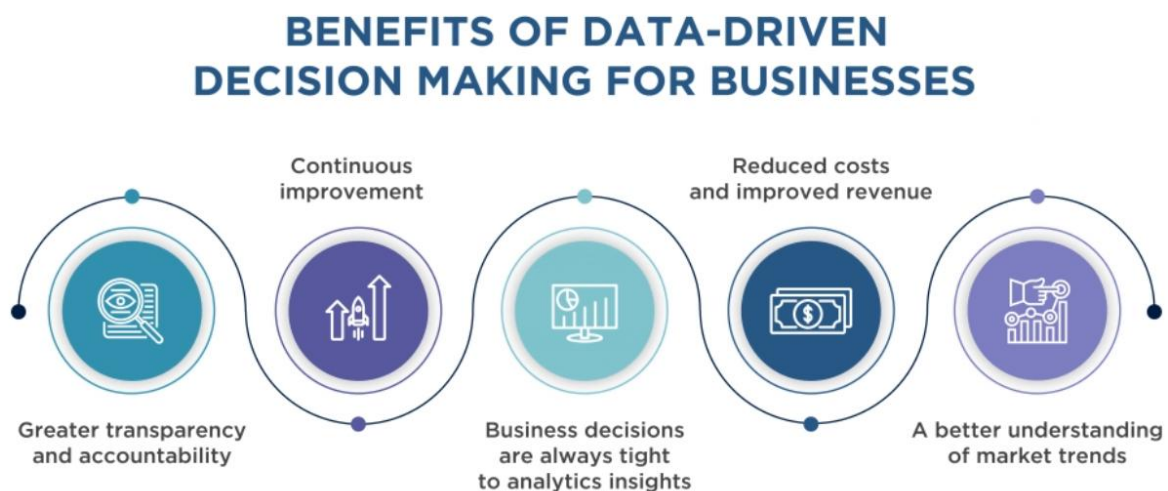 BENEFITS OF DATA-DRIVEN
DECISION MAKING FOR BUSINESSES
Greater transparency
and accountability
Continuous
improvement
Business decisions
are always tight
to analytics insights
Reduced costs
and improved revenue
A better understanding
of market trends